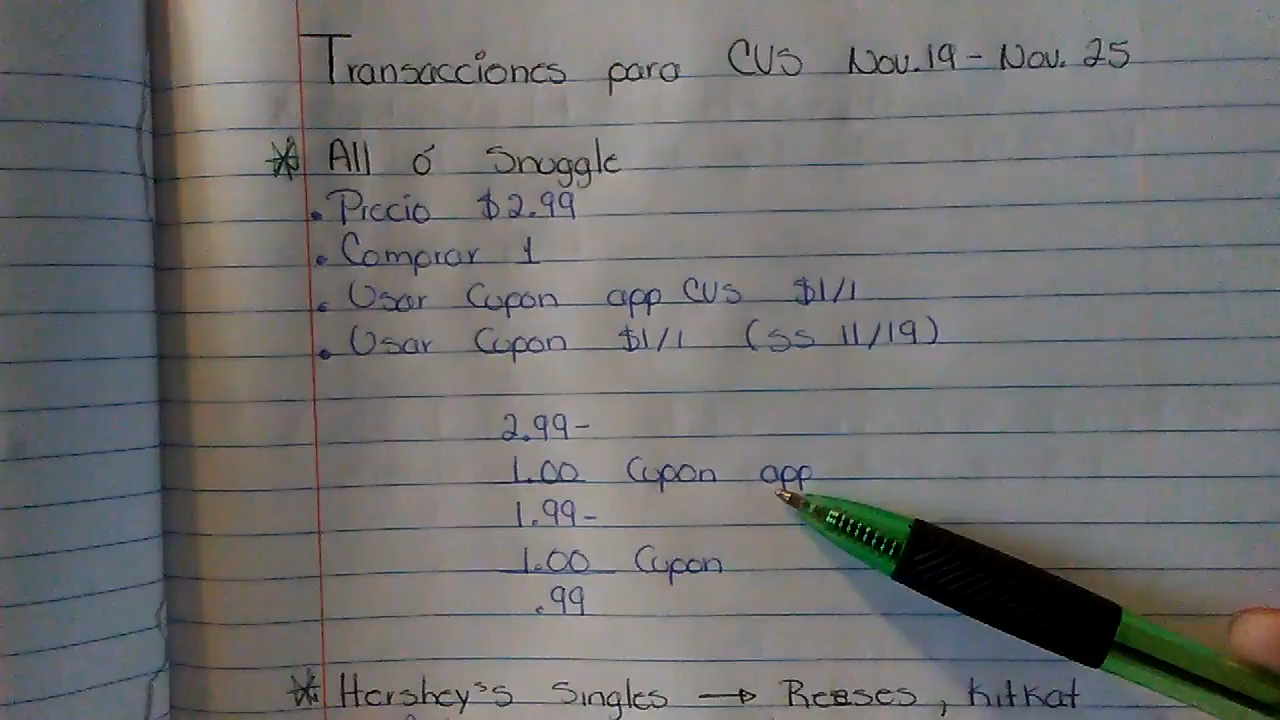 Transacciones para CVS Nov. 19 - Nov. 25
* All ó Snuggle
. Piccio $2.99
. Comprar 1
. Usar Cupon app CVS $1/1
. Usar Cupon $1/1 (SS 11/19)
2.99-
1.00 Cupon app
1.99-
1.00 Cupon
.99
* Hershey's Singles → Reeses, Kitkat